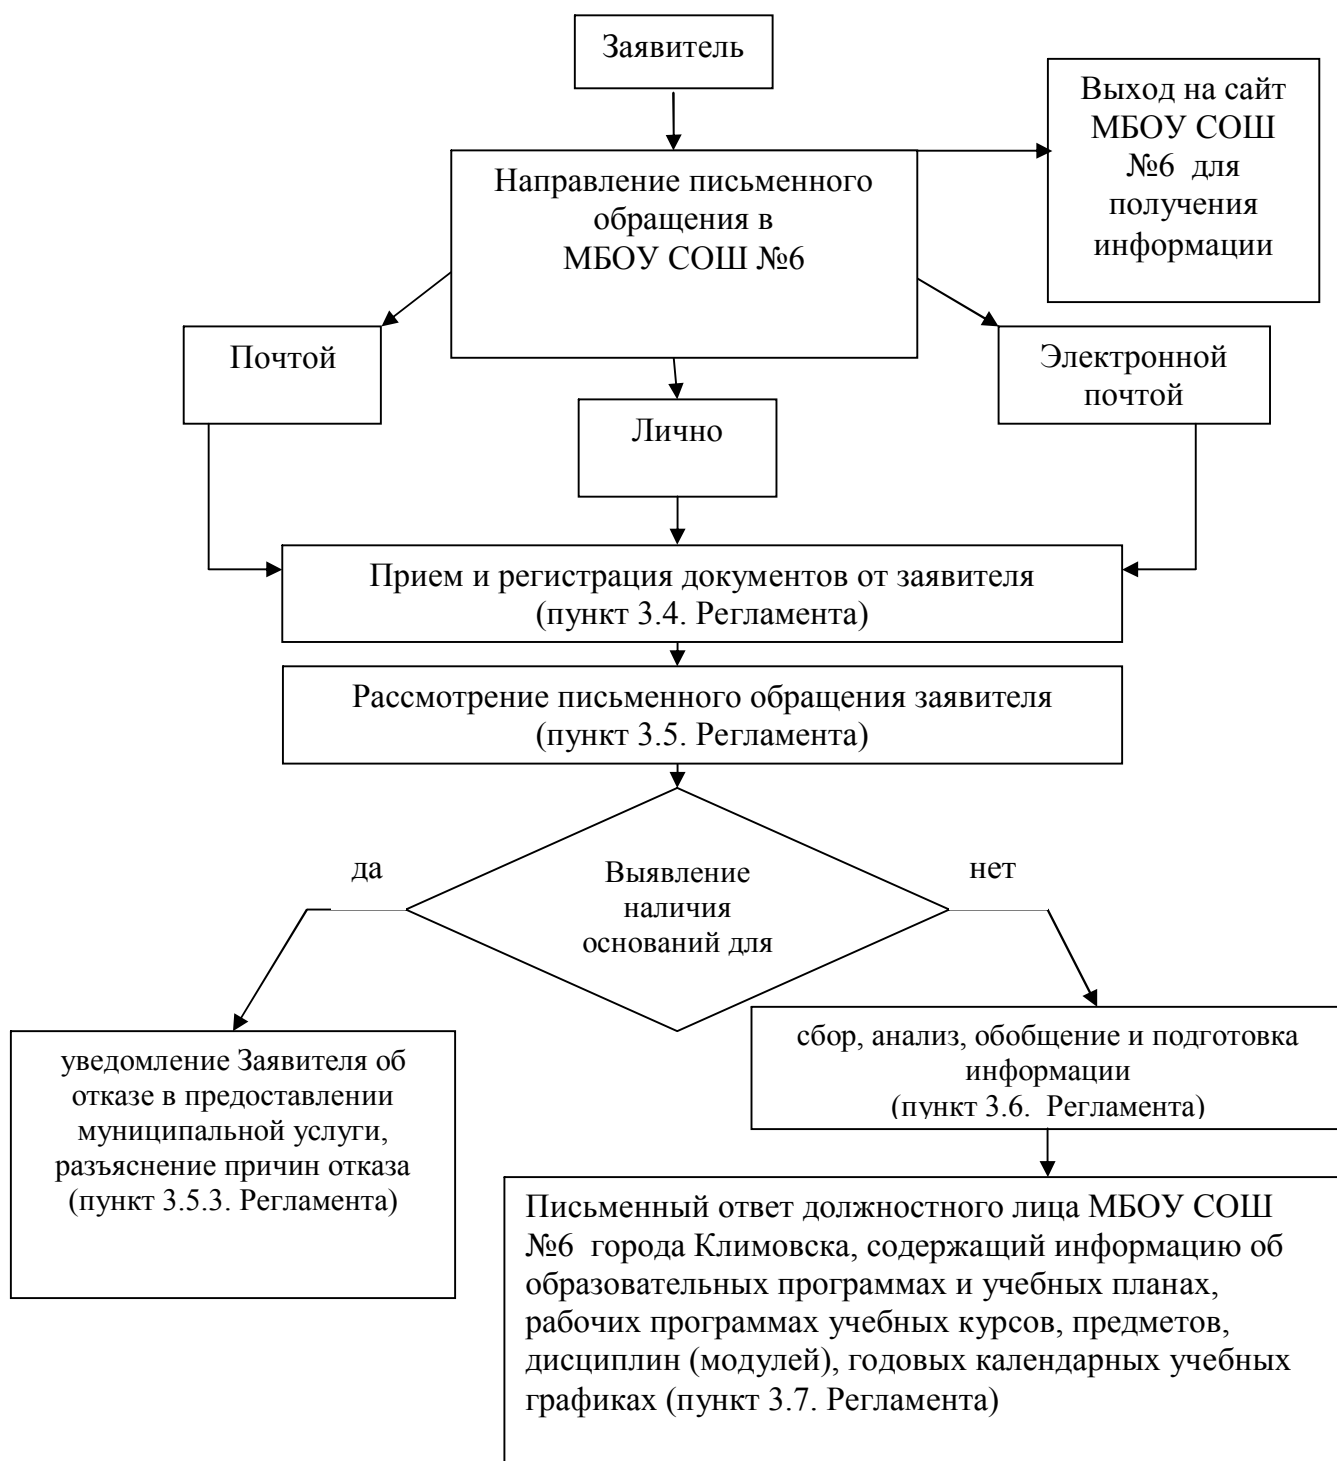 Заявитель
Выход на сайт
МБОУ СОШ
№6 для
получения
информации
Направление письменного
обращения в
МБОУ СОШ №6
Почтой
Электронной
почтой
Лично
Прием и регистрация документов от заявителя
(пункт 3.4. Регламента)
Рассмотрение письменного обращения заявителя
(пункт 3.5. Регламента)
да
нет
Выявление
наличия
оснований для
уведомление Заявителя об
отказе в предоставлении
муниципальной услуги,
разъяснение причин отказа
(пункт 3.5.3. Регламента)
сбор, анализ, обобщение и подготовка
информации
(пункт 3.6. Регламента)
Письменный ответ должностного лица МБОУ СОШ
№6 города Климовска, содержащий информацию об
образовательных программах и учебных планах,
рабочих программах учебных курсов, предметов,
дисциплин (модулей), годовых календарных учебных
графиках (пункт 3.7. Регламента)